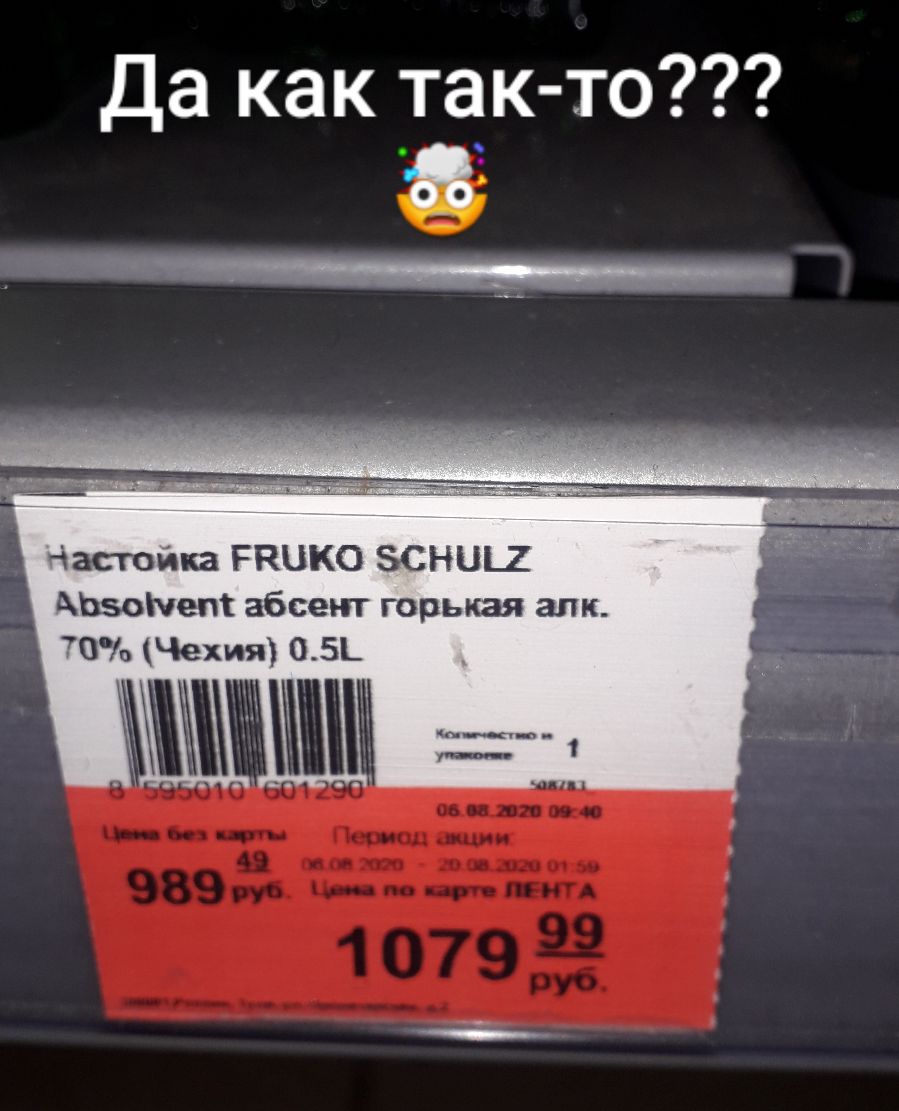 Да как так-то???
Настойка FRUKO SCHULZ
Absolvent абсент горькая алк.
70% (Чехия) 0.5L
Количество в
упаковке 1
8 595010 601290
508783
06.08.2020 09:40
Цена без карты Период акции:
989 49 руб. 06.08.2020 - 20.08.2020 01:59
Цена по карте ЛЕНТА
1079 99 руб.